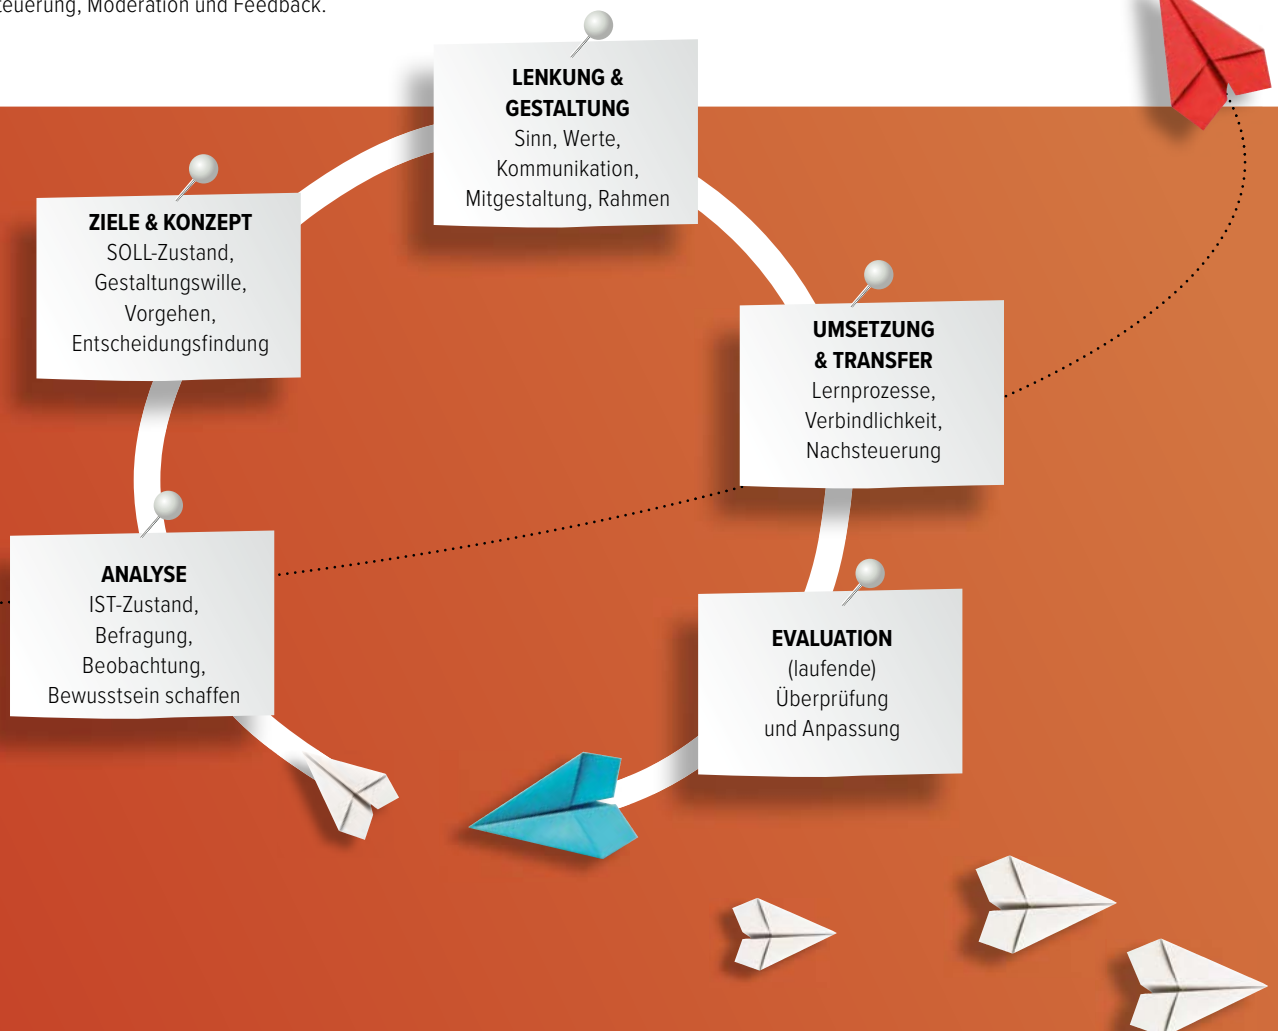 Moderation und Feedback.
LENKUNG &
GESTALTUNG
Sinn, Werte,
Kommunikation,
Mitgestaltung, Rahmen
ZIELE & KONZEPT
SOLL-Zustand,
Gestaltungswille,
Vorgehen,
Entscheidungsfindung
UMSETZUNG
& TRANSFER
Lernprozesse,
Verbindlichkeit,
Nachsteuerung
ANALYSE
IST-Zustand,
Befragung,
Beobachtung,
Bewusstsein schaffen
EVALUATION
(laufende)
Überprüfung
und Anpassung